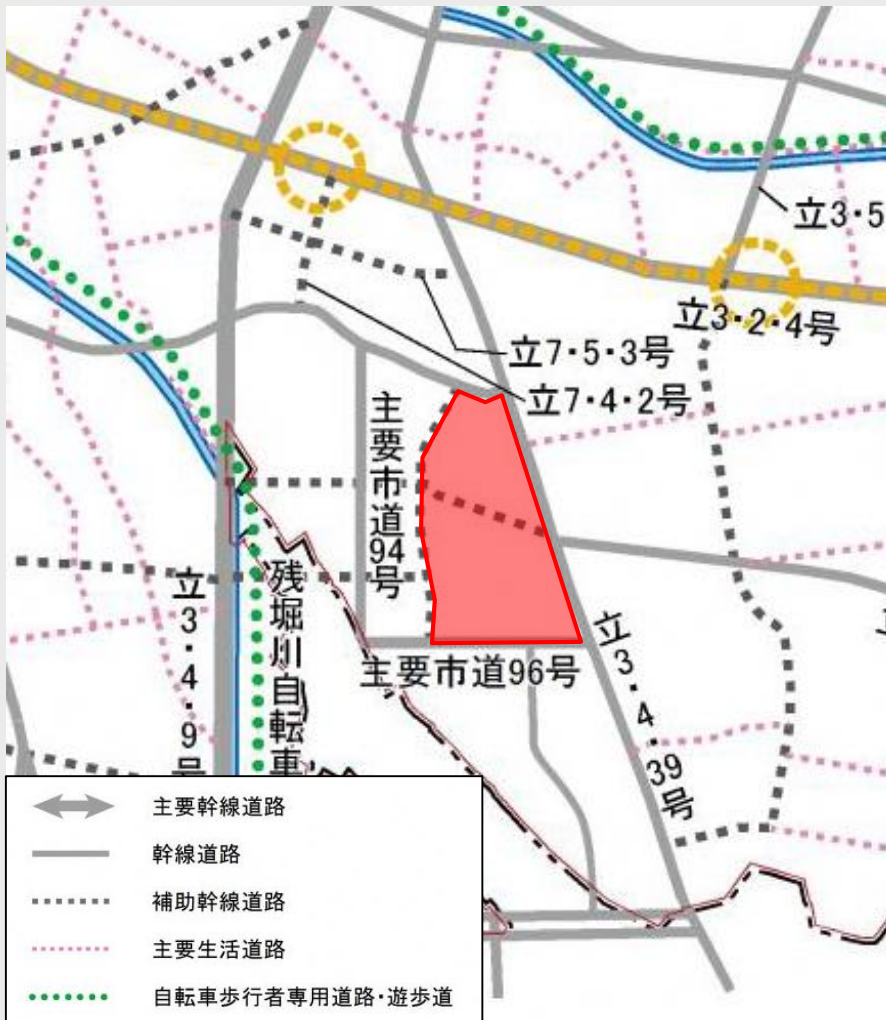 立3・5
立3・2・4号
立7・5・3号
立7・4・2号
主要市道94号
立3・4・9号
残堀川自転車
主要市道96号
立3・4・39号
主要幹線道路
幹線道路
補助幹線道路
主要生活道路
自転車歩行者専用道路・遊歩道